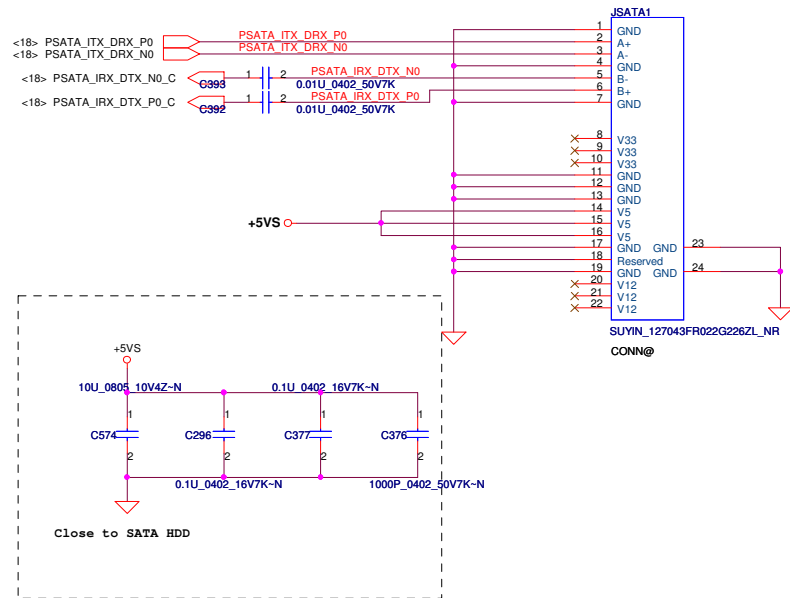 JSATA1
<18> PSATA_ITX_DRX_P0
PSATA_ITX_DRX_P0
<18> PSATA_ITX_DRX_N0
PSATA_ITX_DRX_N0
<18> PSATA_IRX_DTX_N0_C
1
2
PSATA_IRX_DTX_N0
C393
0.01U_0402_50V7K
<18> PSATA_IRX_DTX_P0_C
1
2
PSATA_IRX_DTX_P0
C392
0.01U_0402_50V7K
1 GND
2 A+
3 A-
4 GND
5 B-
6 B+
7 GND
8 V33
9 V33
10 V33
11 GND
12 GND
13 GND
14 V5
15 V5
16 V5
17 GND GND 23
18 Reserved
19 GND GND 24
20 V12
21 V12
22 V12
+5VS
SUYIN_127043FR022G226ZL_NR
CONN@
+5VS
10U_0805_10V4Z~N
0.1U_0402_16V7K~N
1
1
1
1
C574
C296
C377
C376
2
2
2
2
0.1U_0402_16V7K~N
1000P_0402_50V7K~N
Close to SATA HDD